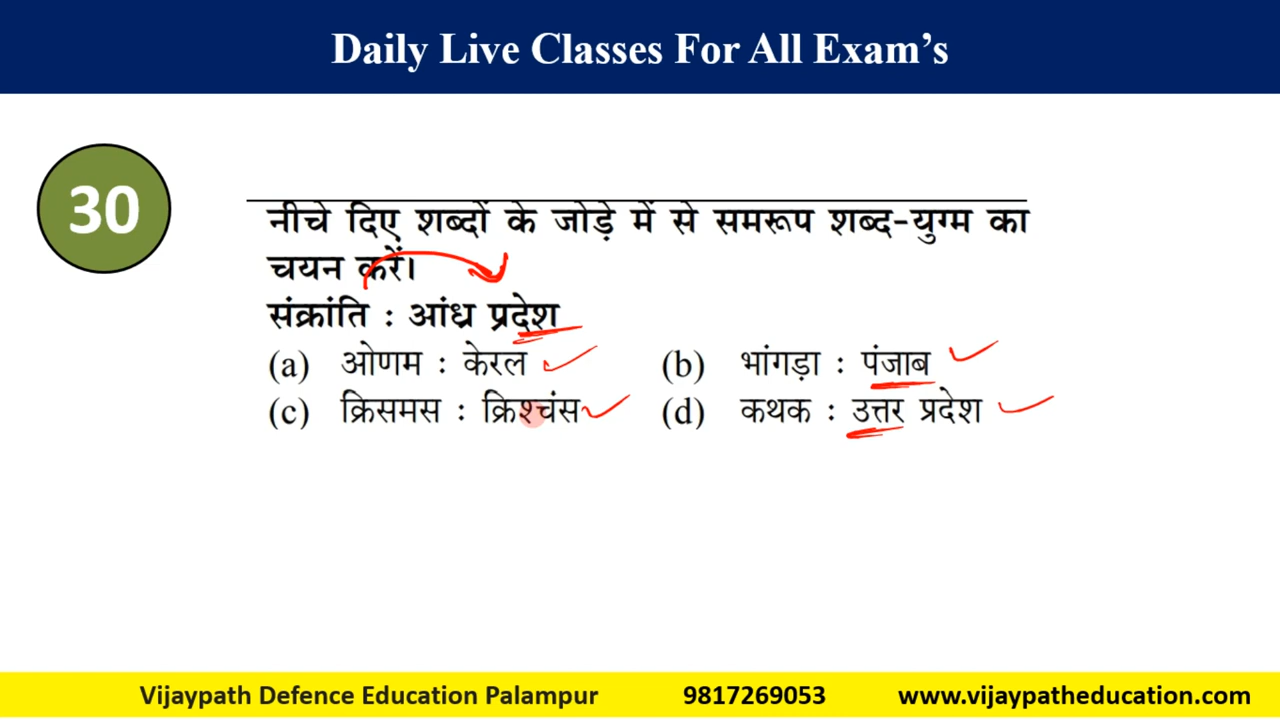 Daily Live Classes For All Exam's
30
नीचे दिए शब्दों के जोड़े में से समरूप शब्द-युग्म का
चयन करें।
संक्रांति : आंध्र प्रदेश
(a) ओणम : केरल (b) भांगड़ा : पंजाब
(c) क्रिसमस : क्रिश्चंस (d) कथक : उत्तर प्रदेश
Vijaypath Defence Education Palampur 9817269053 www.vijaypatheducation.com